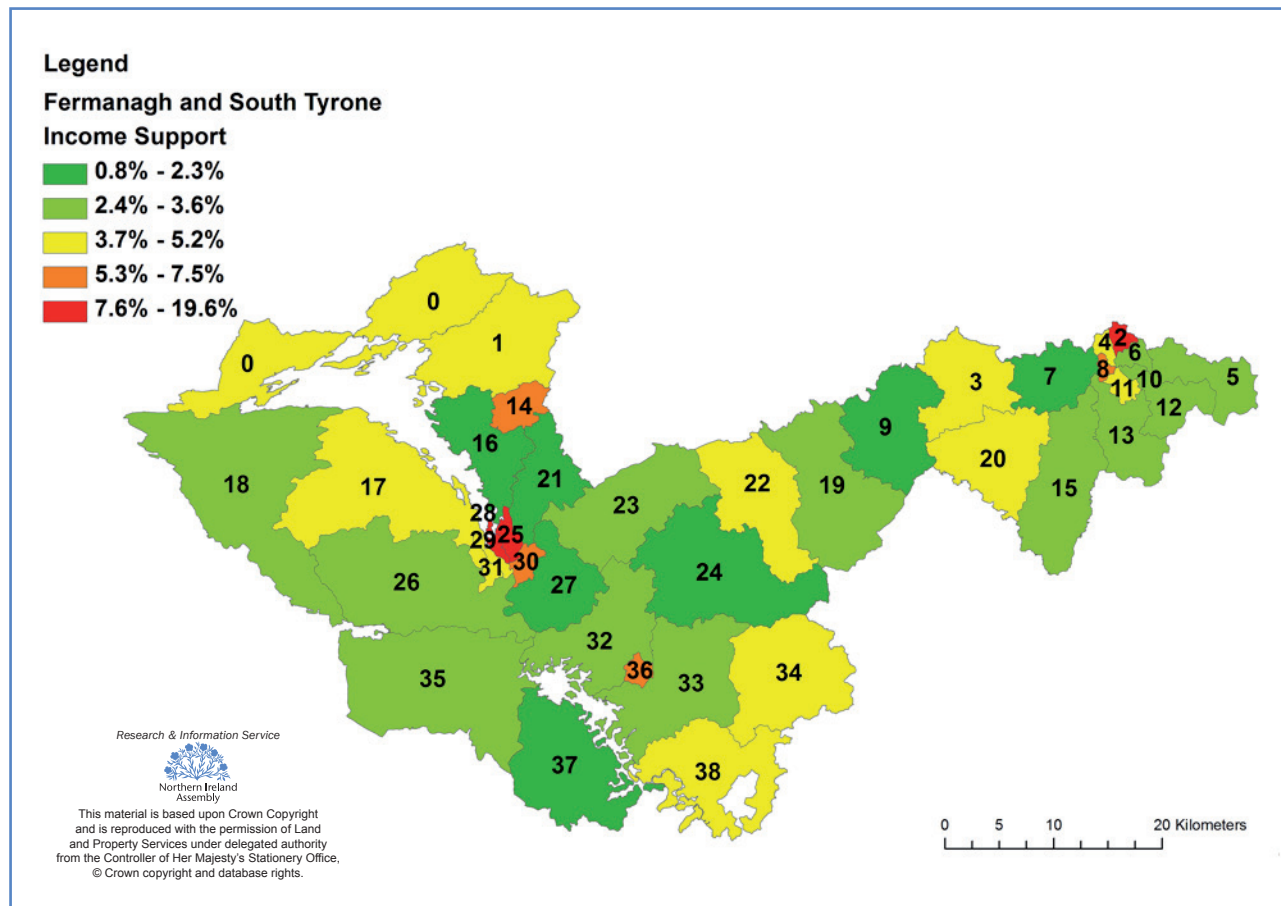 Legend
Fermanagh and South Tyrone
Income Support
0.8% - 2.3%
2.4% - 3.6%
3.7% - 5.2%
5.3% - 7.5%
7.6% - 19.6%
0
0
1
2
4
6
3
7
8
10
5
11
12
14
9
13
16
20
18
17
21
22
19
15
23
28
25
29
30
31
24
26
27
32
36
33
34
35
37
38
Research & Information Service
Northern Ireland
Assembly
This material is based upon Crown Copyright
and is reproduced with the permission of Land
and Property Services under delegated authority
from the Controller of Her Majesty's Stationery Office,
© Crown copyright and database rights.
0 5 10 20 Kilometers